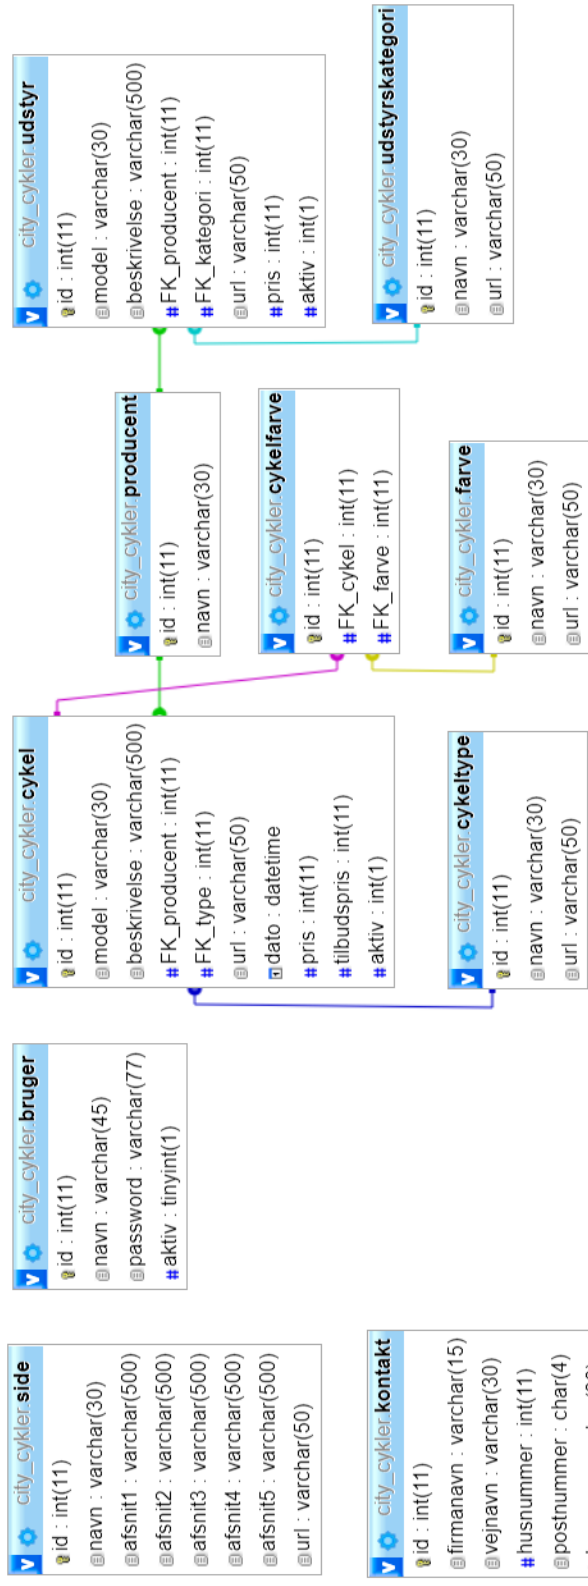 city_cykler.side
id : int(11)
navn : varchar(30)
afsnit1 : varchar(500)
afsnit2 : varchar(500)
afsnit3 : varchar(500)
afsnit4 : varchar(500)
afsnit5 : varchar(500)
url : varchar(50)
city_cykler.bruger
id : int(11)
navn : varchar(45)
password : varchar(77)
aktiv : tinyint(1)
city_cykler.cykel
id : int(11)
model : varchar(30)
beskrivelse : varchar(500)
FK_producent : int(11)
FK_type : int(11)
url : varchar(50)
dato : datetime
pris : int(11)
tilbudspris : int(11)
aktiv : int(1)
city_cykler.producent
id : int(11)
navn : varchar(30)
city_cykler.udstyr
id : int(11)
model : varchar(30)
beskrivelse : varchar(500)
FK_producent : int(11)
FK_kategori : int(11)
url : varchar(50)
pris : int(11)
aktiv : int(1)
city_cykler.cykelfarve
id : int(11)
FK_cykel : int(11)
FK_farve : int(11)
city_cykler.kontakt
id : int(11)
firmanavn : varchar(15)
vejnavn : varchar(30)
husnummer : int(11)
postnummer : char(4)
city_cykler.cykeltype
id : int(11)
navn : varchar(30)
url : varchar(50)
city_cykler.farve
id : int(11)
navn : varchar(30)
url : varchar(50)
city_cykler.udstyrskategori
id : int(11)
navn : varchar(30)
url : varchar(50)